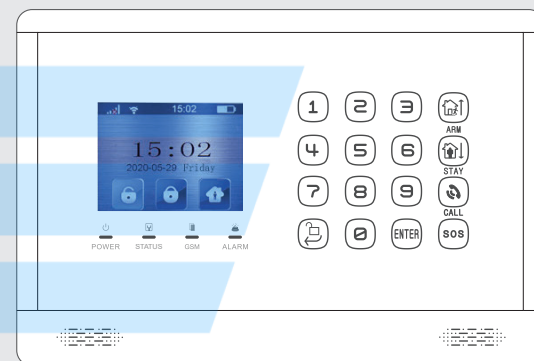 15:02
15:02
2020-05-29 Friday
POWER STATUS GSM ALARM
1 2 3
ARM
4 5 6
STAY
7 8 9
CALL
0 ENTER SOS